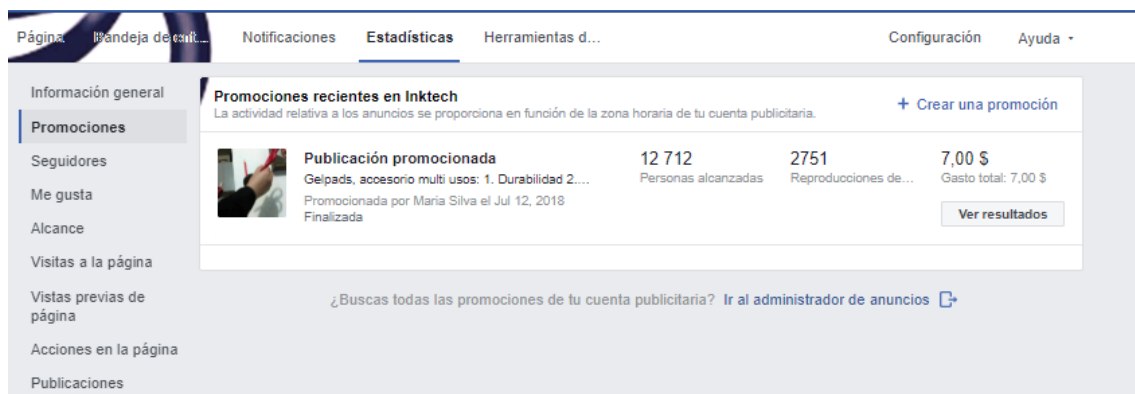 Página
Bandeja de ent...
Notificaciones
Estadísticas
Herramientas d...
Configuración
Ayuda
Información general
Promociones
Seguidores
Me gusta
Alcance
Visitas a la página
Vistas previas de
página
Acciones en la página
Publicaciones
Promociones recientes en Inktech
La actividad relativa a los anuncios se proporciona en función de la zona horaria de tu cuenta publicitaria.
+ Crear una promoción
Publicación promocionada
Gelpads, accesorio multi usos: 1. Durabilidad 2....
Promocionada por Maria Silva el Jul 12, 2018
Finalizada
12 712
Personas alcanzadas
2751
Reproducciones de...
7,00 $
Gasto total: 7,00 $
Ver resultados
¿Buscas todas las promociones de tu cuenta publicitaria? Ir al administrador de anuncios